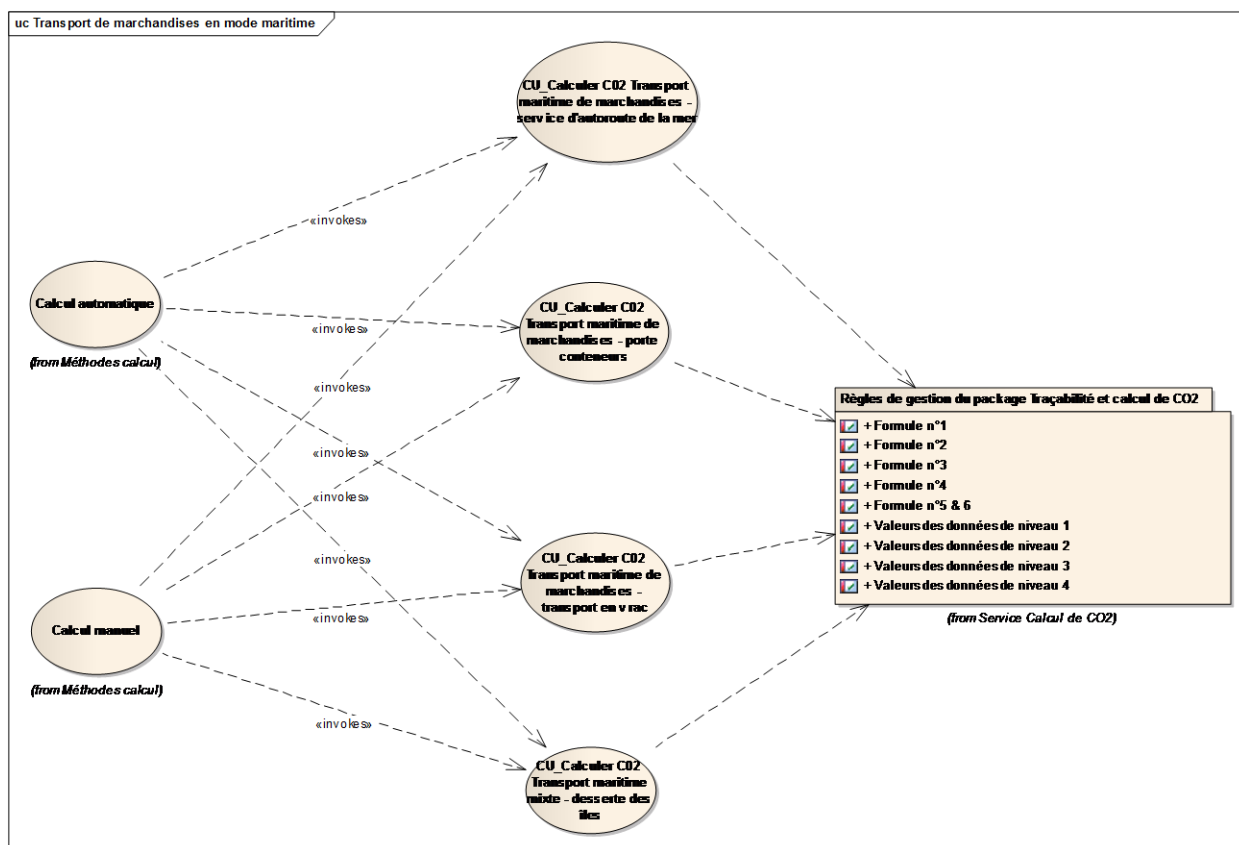 uc Transport de marchandises en mode maritime
CU_Calculer C02 Transport
maritime de marchandises -
service d'autoroute de la mer
«invokes»
Calcul automatique
(from Méthodes calcul)
«invokes»
CU_Calculer C02
Transport maritime de
marchandises - porte
conteneurs
«invokes»
Règles de gestion du package Traçabilité et calcul de CO2
+ Formule n°1
+ Formule n°2
+ Formule n°3
+ Formule n°4
+ Formule n°5 & 6
+ Valeurs des données de niveau 1
+ Valeurs des données de niveau 2
+ Valeurs des données de niveau 3
+ Valeurs des données de niveau 4
(from Service Calcul de CO2)
«invokes»
«invokes»
CU_Calculer C02
Transport maritime de
marchandises -
transport en vrac
«invokes»
«invokes»
Calcul manuel
(from Méthodes calcul)
«invokes»
CU_Calculer C02
Transport maritime
mixte - desserte des
îles